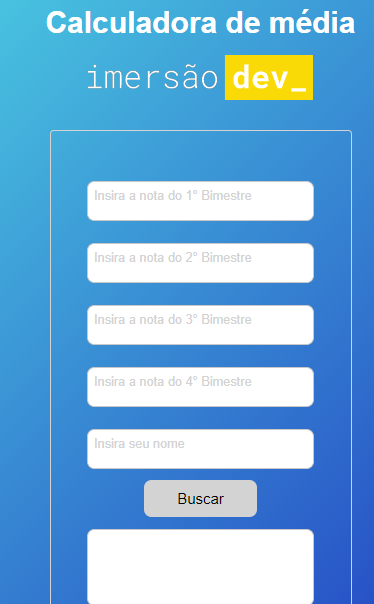 Calculadora de média
imersão dev_
Insira a nota do 1° Bimestre
Insira a nota do 2° Bimestre
Insira a nota do 3° Bimestre
Insira a nota do 4° Bimestre
Insira seu nome
Buscar